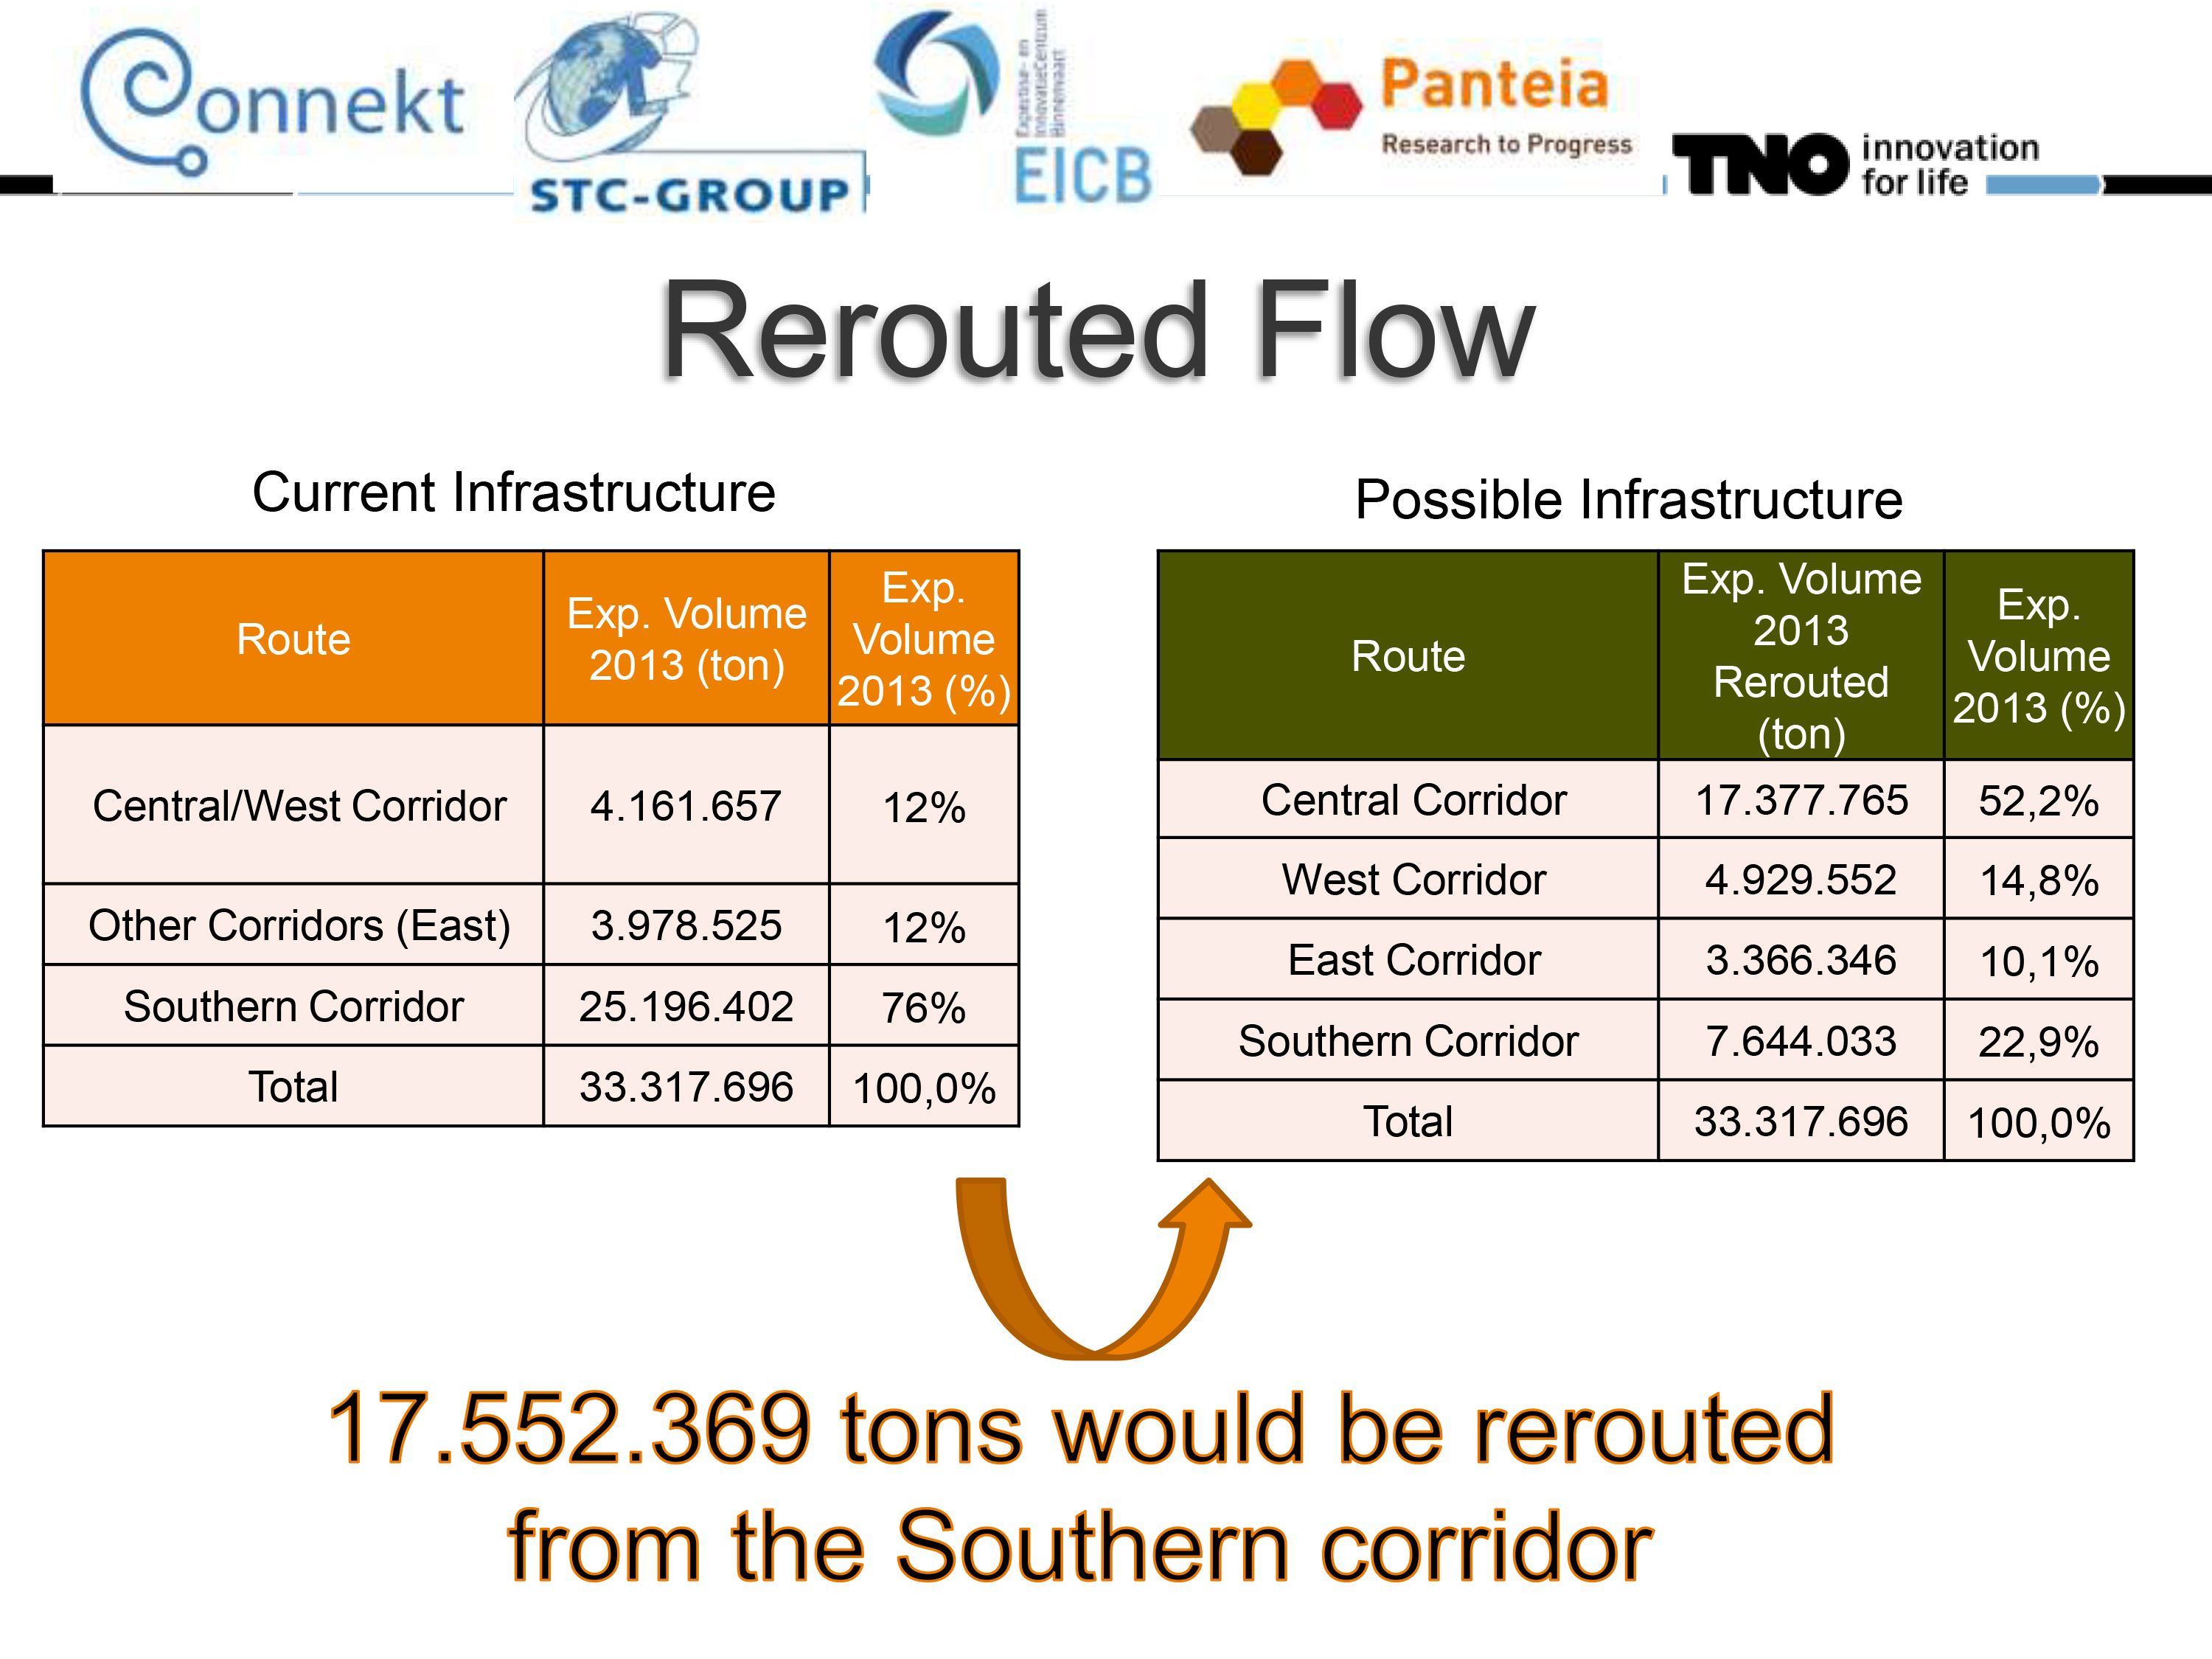 Connekt
STC-GROUP
Expertise- en
InnovatieCentrum
Binnenvaart
EICB
Panteia
Research to Progress
TNO innovation
for life
Rerouted Flow
Current Infrastructure
Route
Exp. Volume
2013 (ton)
Exp.
Volume
2013 (%)
Central/West Corridor 4.161.657 12%
Other Corridors (East) 3.978.525 12%
Southern Corridor 25.196.402 76%
Total 33.317.696 100,0%
Possible Infrastructure
Route
Exp. Volume
2013
Rerouted
(ton)
Exp.
Volume
2013 (%)
Central Corridor 17.377.765 52,2%
West Corridor 4.929.552 14,8%
East Corridor 3.366.346 10,1%
Southern Corridor 7.644.033 22,9%
Total 33.317.696 100,0%
17.552.369 tons would be rerouted
from the Southern corridor